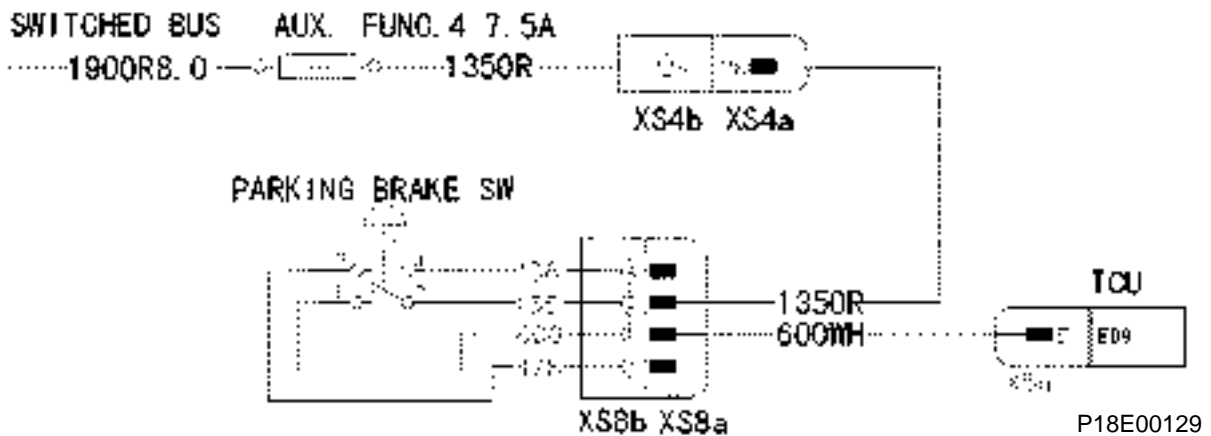 SWITCHED BUS AUX. FUNC.4 7.5A
1900R8.0 1350R
XS4b XS4a
PARKING BRAKE SW
1350R
600WH
TCU
ED9
XS8b XS8a
P18E00129